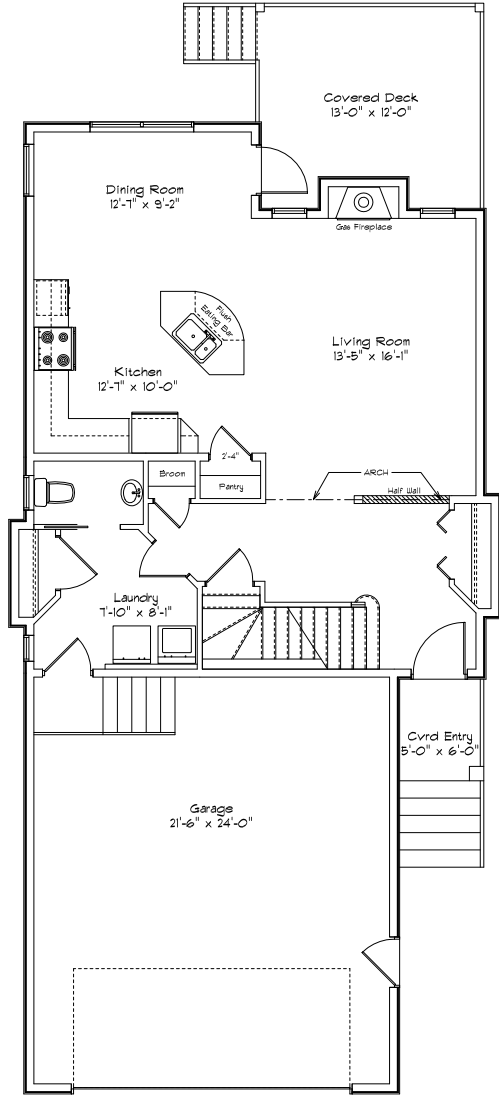 Covered Deck
13'-0" x 12'-0"
Dining Room
12'-7" x 9'-2"
Gas Fireplace
Flush
Eating Bar
Living Room
13'-5" x 16'-1"
Kitchen
12'-7" x 10'-0"
2'-4"
Broom
Pantry
ARCH
Half Wall
Laundry
7'-10" x 8'-1"
Cvrd Entry
5'-0" x 6'-0"
Garage
21'-6" x 24'-0"